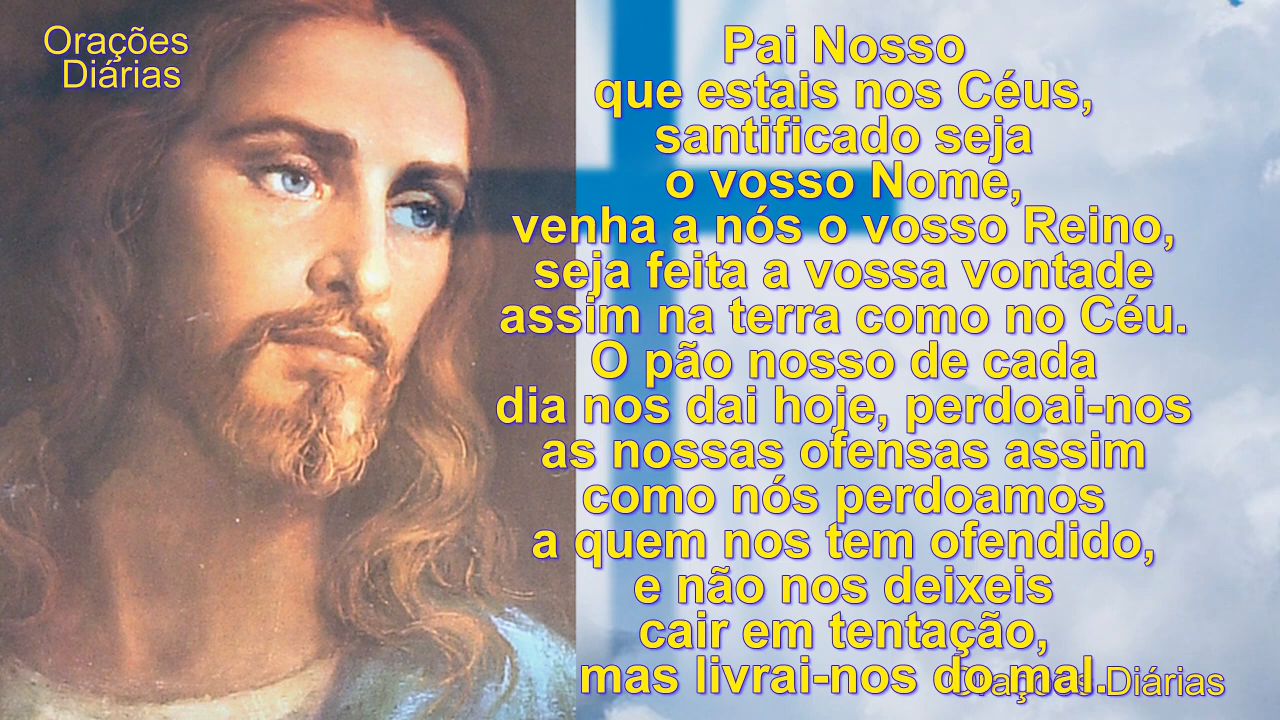 Orações
Diárias
Pai Nosso
que estais nos Céus,
santificado seja
o vosso Nome,
venha a nós o vosso Reino,
seja feita a vossa vontade
assim na terra como no Céu.
O pão nosso de cada
dia nos dai hoje, perdoai-nos
as nossas ofensas assim
como nós perdoamos
a quem nos tem ofendido,
e não nos deixeis
cair em tentação,
mas livrai-nos do mal.
Orações Diárias